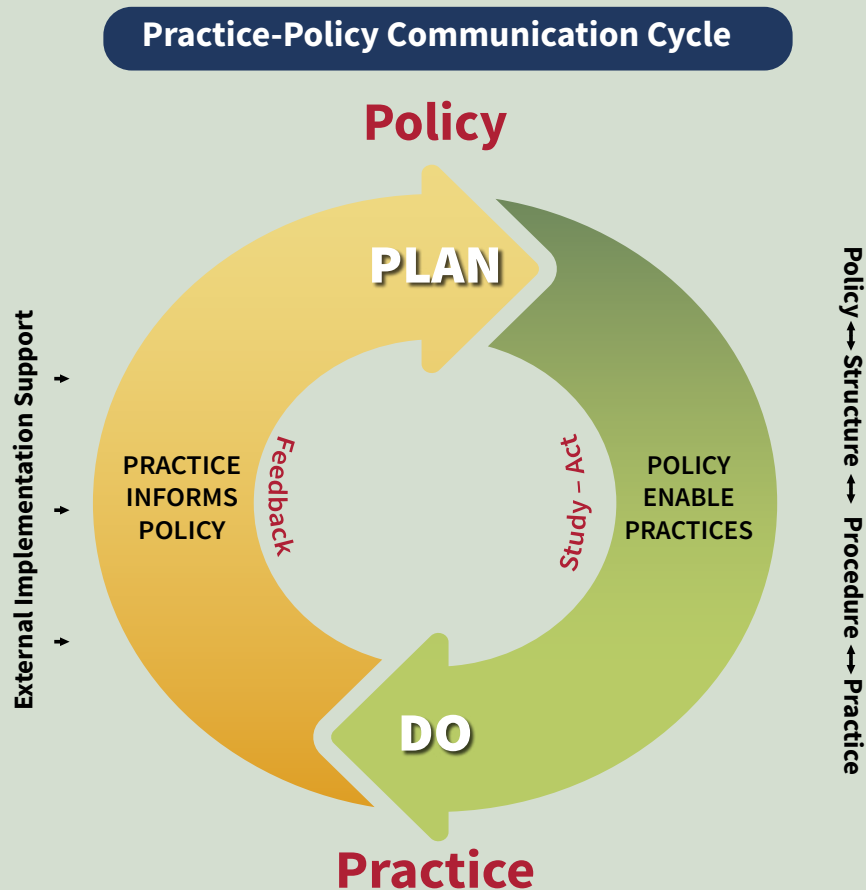 Practice-Policy Communication Cycle
Policy
PLAN
External Implementation Support
PRACTICE
INFORMS
POLICY
Feedback
Study – Act
POLICY
ENABLE
PRACTICES
Policy ↔ Structure ↔ Procedure ↔ Practice
DO
Practice